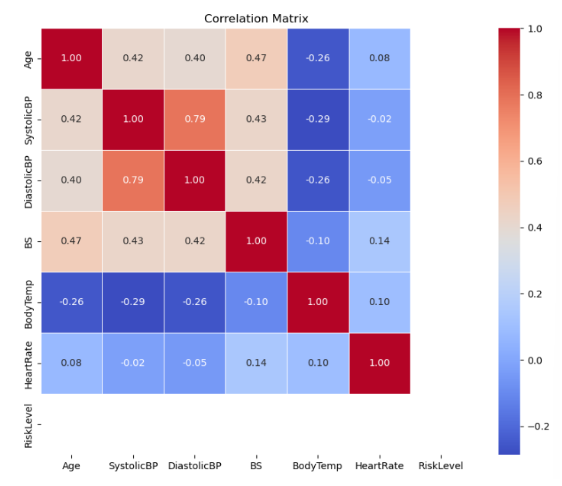 Correlation Matrix
Age 1.00 0.42 0.40 0.47 -0.26 0.08
SystolicBP 0.42 1.00 0.79 0.43 -0.29 -0.02
DiastolicBP 0.40 0.79 1.00 0.42 -0.26 -0.05
BS 0.47 0.43 0.42 1.00 -0.10 0.14
BodyTemp -0.26 -0.29 -0.26 -0.10 1.00 0.10
HeartRate 0.08 -0.02 -0.05 0.14 0.10 1.00
RiskLevel
Age SystolicBP DiastolicBP BS BodyTemp HeartRate RiskLevel
1.0
0.8
0.6
0.4
0.2
0.0
−0.2